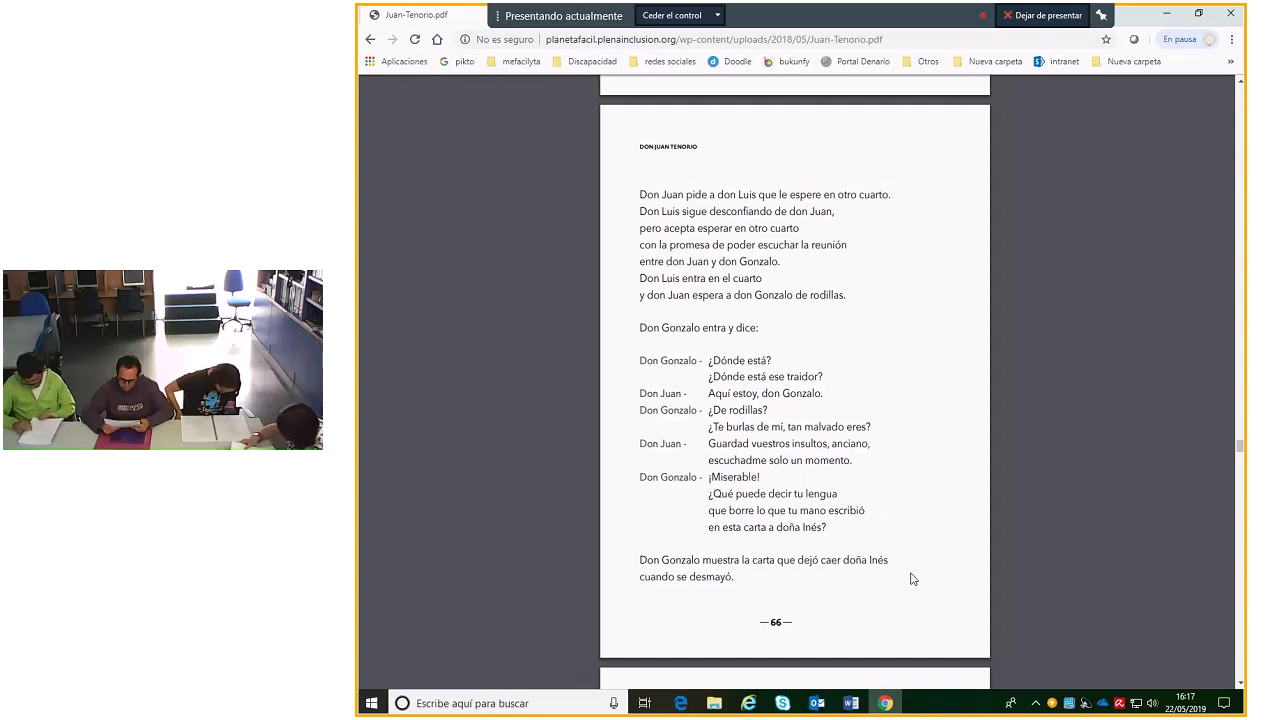 Juan-Tenorio.pdf
Presentando actualmente
Ceder el control
Dejar de presentar
No es seguro
planetafacil.plenainclusion.org/wp-content/uploads/2018/05/Juan-Tenorio.pdf
En pausa
Aplicaciones
pikto
mefacilyta
Discapacidad
redes sociales
Doodle
bukunfy
Portal Denario
Otros
Nueva carpeta
intranet
Nueva carpeta
»
DON JUAN TENORIO
Don Juan pide a don Luis que le espere en otro cuarto.
Don Luis sigue desconfiando de don Juan,
pero acepta esperar en otro cuarto
con la promesa de poder escuchar la reunión
entre don Juan y don Gonzalo.
Don Luis entra en el cuarto
y don Juan espera a don Gonzalo de rodillas.
Don Gonzalo entra y dice:
Don Gonzalo - ¿Dónde está?
¿Dónde está ese traidor?
Don Juan - Aquí estoy, don Gonzalo.
Don Gonzalo - ¿De rodillas?
¿Te burlas de mí, tan malvado eres?
Don Juan - Guardad vuestros insultos, anciano,
escuchadme solo un momento.
Don Gonzalo - ¡Miserable!
¿Qué puede decir tu lengua
que borre lo que tu mano escribió
en esta carta a doña Inés?
Don Gonzalo muestra la carta que dejó caer doña Inés
cuando se desmayó.
— 66 —
Escribe aquí para buscar
16:17
22/05/2019